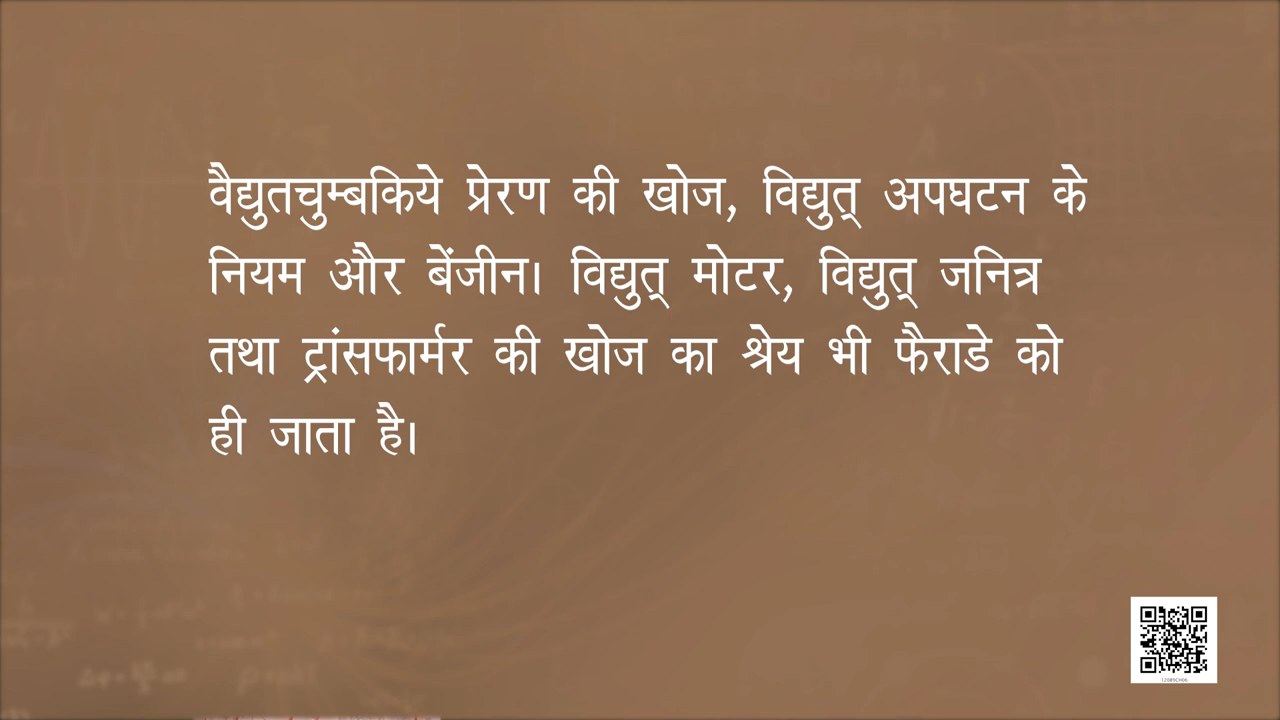 वैद्युतचुम्बकिये प्रेरण की खोज, विद्युत् अपघटन के
नियम और बेंजीन। विद्युत् मोटर, विद्युत् जनित्र
तथा ट्रांसफार्मर की खोज का श्रेय भी फैराडे को
ही जाता है।